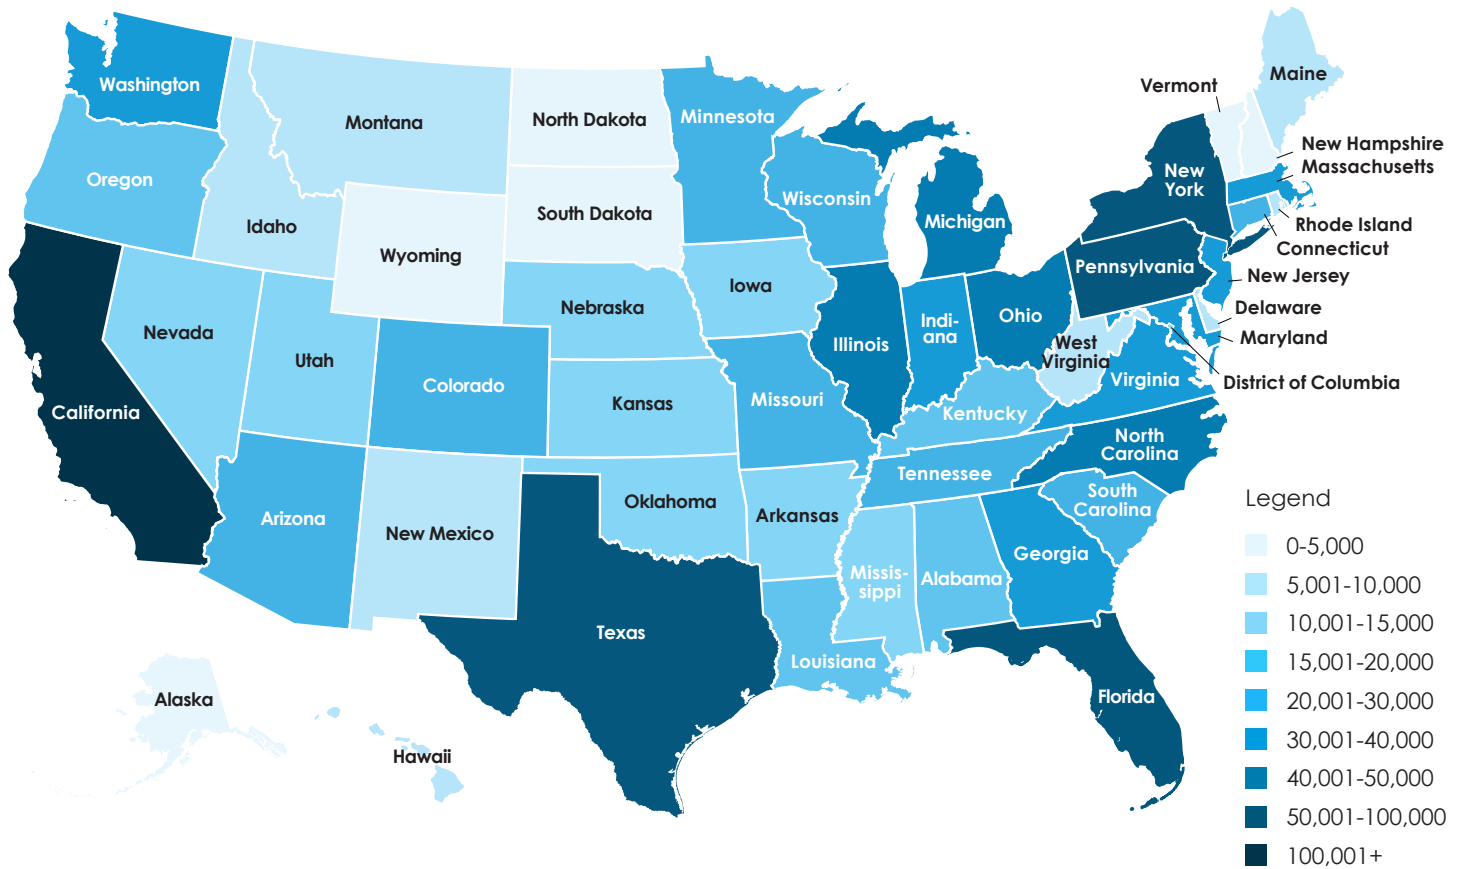 Washington
Montana
North Dakota
Minnesota
Maine
Vermont
New Hampshire
Massachusetts
Oregon
Idaho
South Dakota
Wisconsin
Michigan
New
York
Rhode Island
Connecticut
Wyoming
Pennsylvania
New Jersey
Iowa
Nebraska
Delaware
Nevada
Utah
Illinois
Indi-
ana
Ohio
West
Virginia
Maryland
Colorado
Virginia
District of Columbia
California
Kansas
Missouri
Kentucky
North
Carolina
Tennessee
South
Carolina
Arizona
New Mexico
Oklahoma
Arkansas
Georgia
Missis-
sippi
Alabama
Texas
Louisiana
Florida
Alaska
Hawaii
Legend
0-5,000
5,001-10,000
10,001-15,000
15,001-20,000
20,001-30,000
30,001-40,000
40,001-50,000
50,001-100,000
100,001+